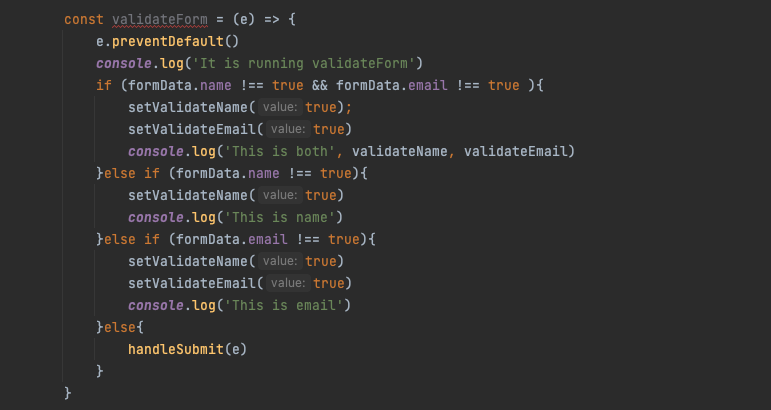 const validateForm = (e) => {
e.preventDefault()
console.log('It is running validateForm')
if (formData.name !== true && formData.email !== true ){
setValidateName( value: true);
setValidateEmail( value: true)
console.log('This is both', validateName, validateEmail)
}else if (formData.name !== true){
setValidateName( value: true)
console.log('This is name')
}else if (formData.email !== true){
setValidateName( value: true)
setValidateEmail( value: true)
console.log('This is email')
}else{
handleSubmit(e)
}
}